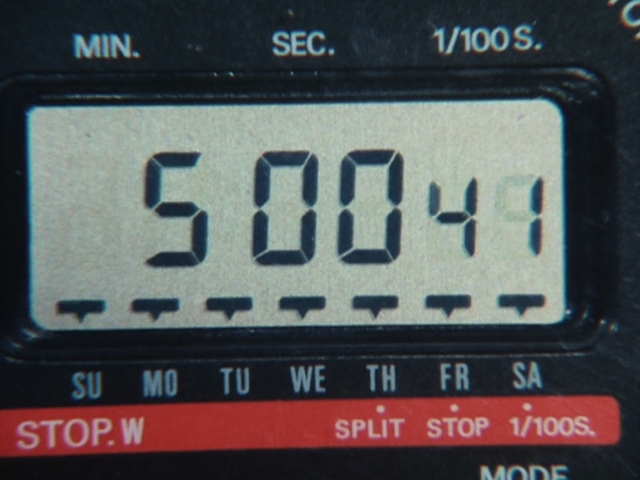 MIN. SEC. 1/100 S.
5 00 41
SU MO TU WE TH FR SA
STOP.W SPLIT STOP 1/100S.
MODE